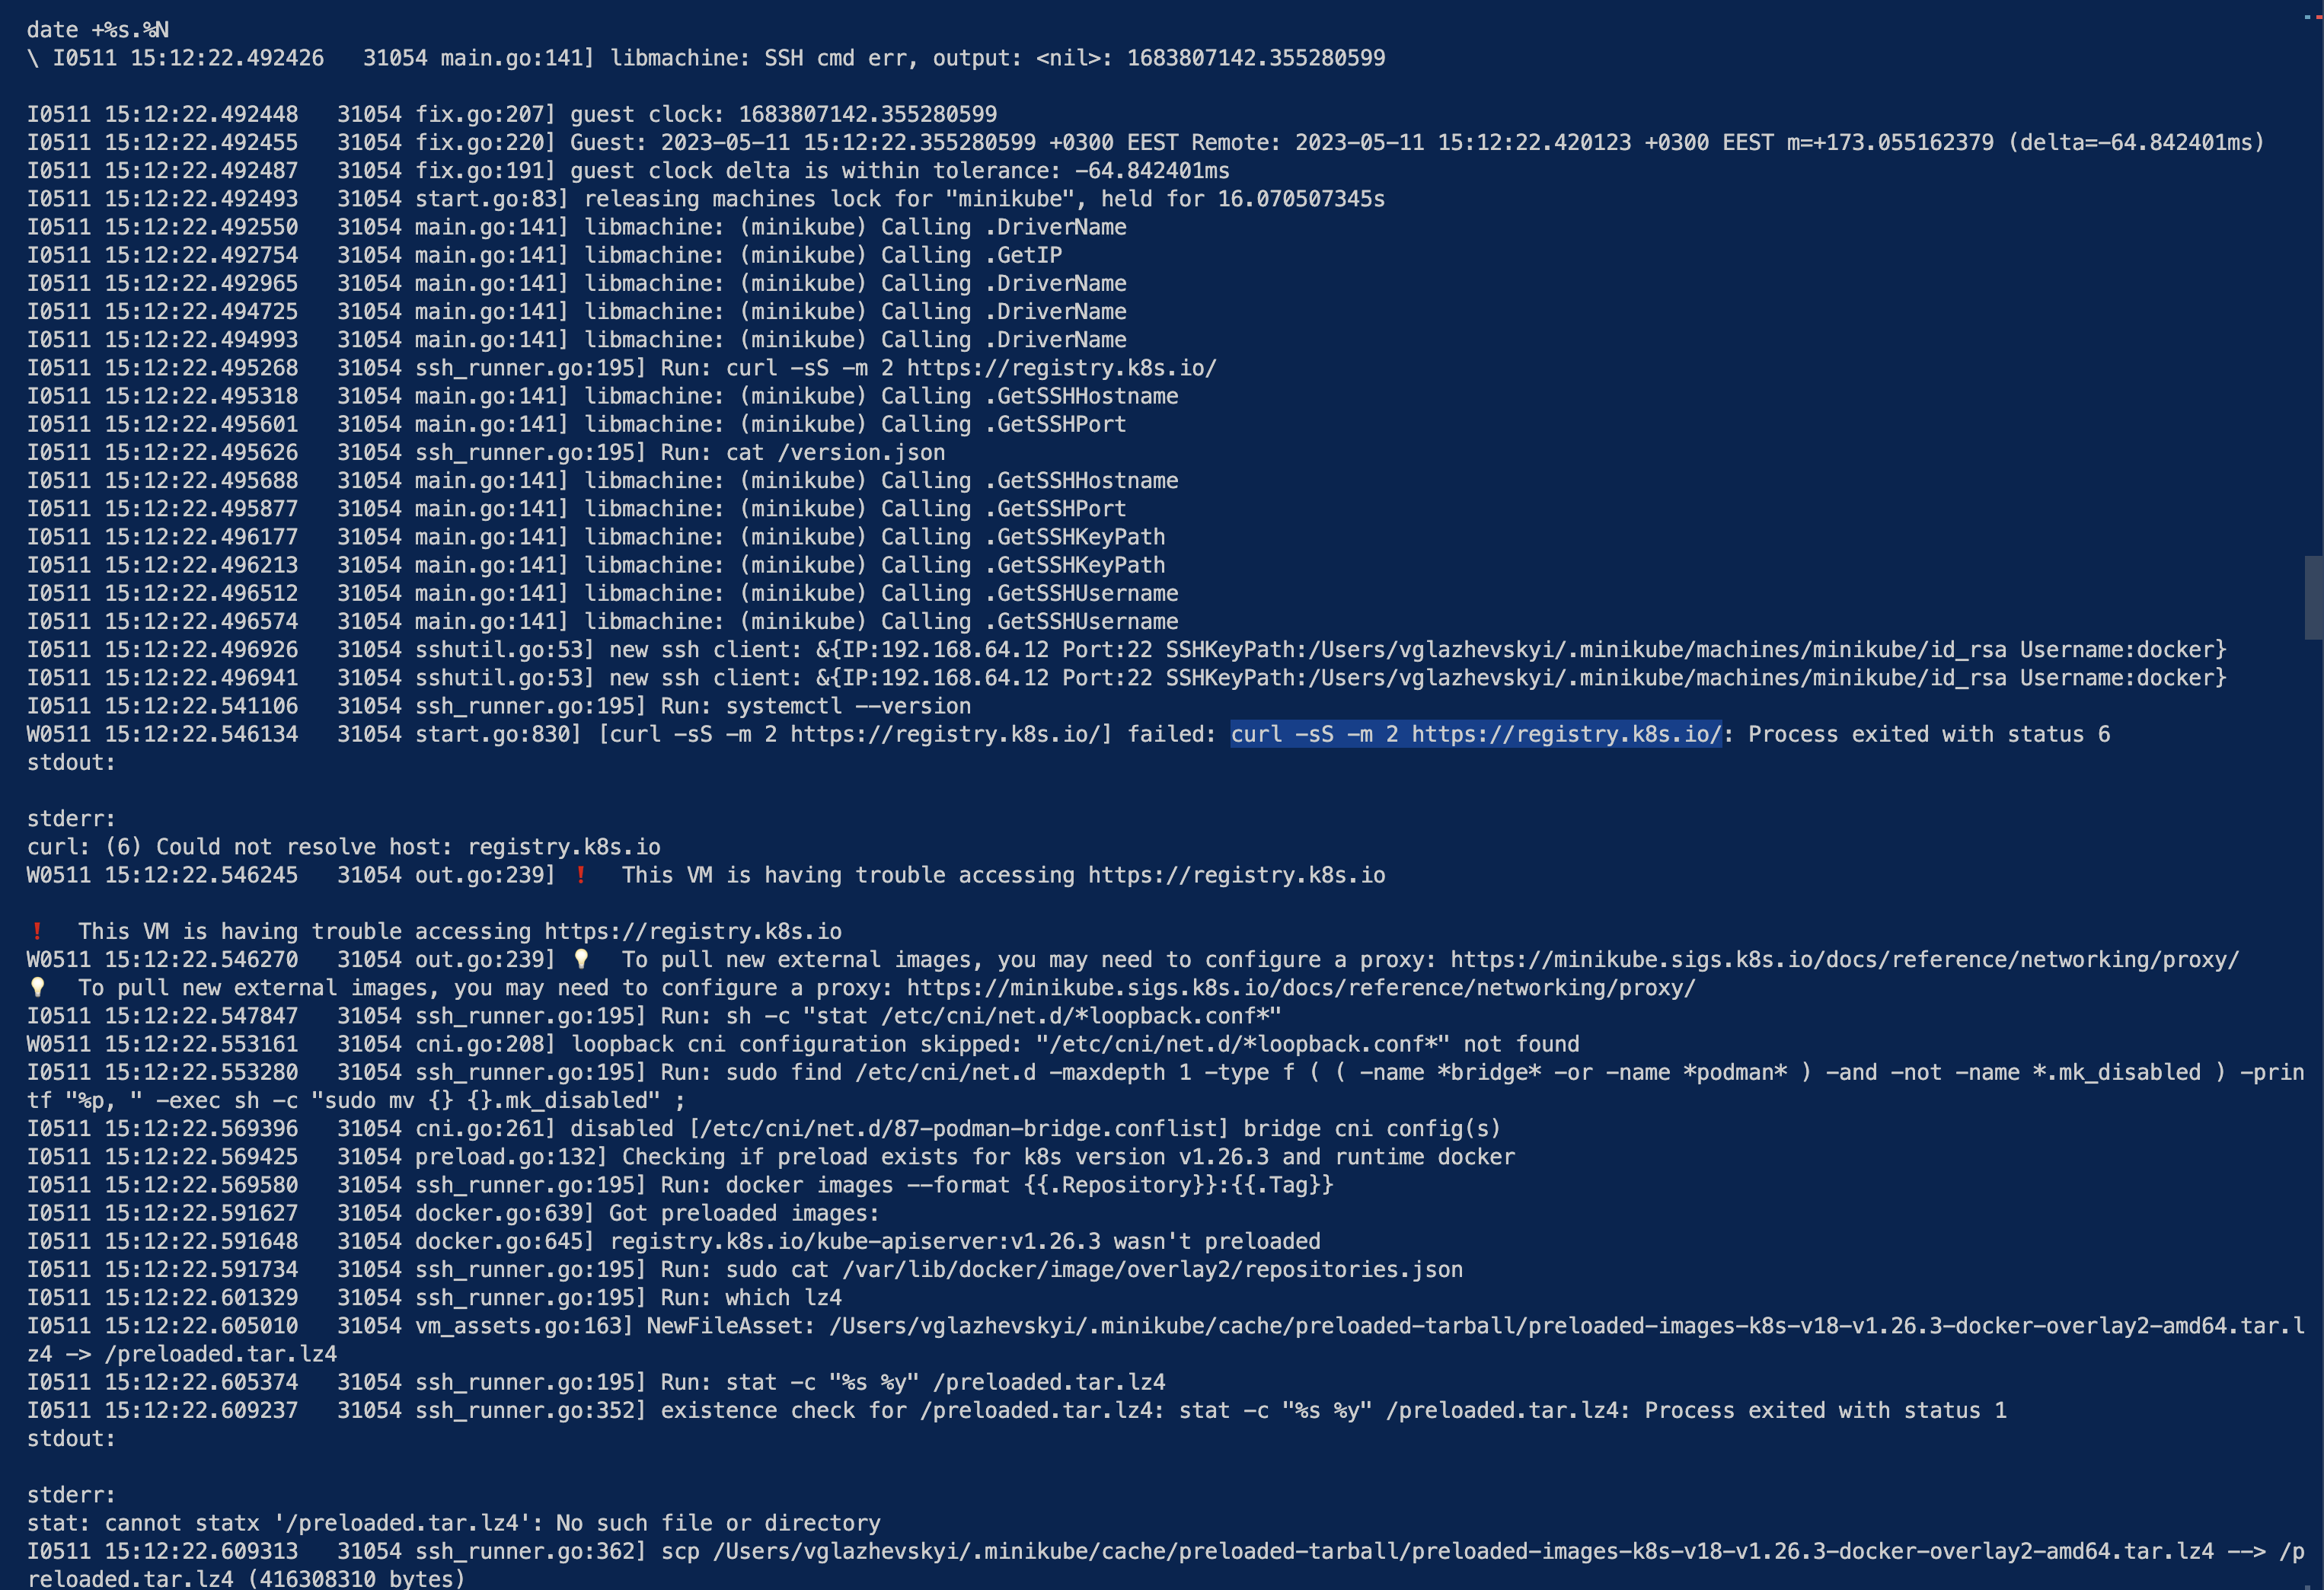 date +%s.%N
\ I0511 15:12:22.492426   31054 main.go:141] libmachine: SSH cmd err, output: <nil>: 1683807142.355280599
I0511 15:12:22.492448   31054 fix.go:207] guest clock: 1683807142.355280599
I0511 15:12:22.492455   31054 fix.go:220] Guest: 2023-05-11 15:12:22.355280599 +0300 EEST Remote: 2023-05-11 15:12:22.420123 +0300 EEST m=+173.055162379 (delta=-64.842401ms)
I0511 15:12:22.492487   31054 fix.go:191] guest clock delta is within tolerance: -64.842401ms
I0511 15:12:22.492493   31054 start.go:83] releasing machines lock for "minikube", held for 16.070507345s
I0511 15:12:22.492550   31054 main.go:141] libmachine: (minikube) Calling .DriverName
I0511 15:12:22.492754   31054 main.go:141] libmachine: (minikube) Calling .GetIP
I0511 15:12:22.492965   31054 main.go:141] libmachine: (minikube) Calling .DriverName
I0511 15:12:22.494725   31054 main.go:141] libmachine: (minikube) Calling .DriverName
I0511 15:12:22.494993   31054 main.go:141] libmachine: (minikube) Calling .DriverName
I0511 15:12:22.495268   31054 ssh_runner.go:195] Run: curl -sS -m 2 https://registry.k8s.io/
I0511 15:12:22.495318   31054 main.go:141] libmachine: (minikube) Calling .GetSSHHostname
I0511 15:12:22.495601   31054 main.go:141] libmachine: (minikube) Calling .GetSSHPort
I0511 15:12:22.495626   31054 ssh_runner.go:195] Run: cat /version.json
I0511 15:12:22.495688   31054 main.go:141] libmachine: (minikube) Calling .GetSSHHostname
I0511 15:12:22.495877   31054 main.go:141] libmachine: (minikube) Calling .GetSSHPort
I0511 15:12:22.496177   31054 main.go:141] libmachine: (minikube) Calling .GetSSHKeyPath
I0511 15:12:22.496213   31054 main.go:141] libmachine: (minikube) Calling .GetSSHKeyPath
I0511 15:12:22.496512   31054 main.go:141] libmachine: (minikube) Calling .GetSSHUsername
I0511 15:12:22.496574   31054 main.go:141] libmachine: (minikube) Calling .GetSSHUsername
I0511 15:12:22.496926   31054 sshutil.go:53] new ssh client: &{IP:192.168.64.12 Port:22 SSHKeyPath:/Users/vglazhevskyi/.minikube/machines/minikube/id_rsa Username:docker}
I0511 15:12:22.496941   31054 sshutil.go:53] new ssh client: &{IP:192.168.64.12 Port:22 SSHKeyPath:/Users/vglazhevskyi/.minikube/machines/minikube/id_rsa Username:docker}
I0511 15:12:22.541106   31054 ssh_runner.go:195] Run: systemctl --version
W0511 15:12:22.546134   31054 start.go:830] [curl -sS -m 2 https://registry.k8s.io/] failed: curl -sS -m 2 https://registry.k8s.io/: Process exited with status 6
stdout:
stderr:
curl: (6) Could not resolve host: registry.k8s.io
W0511 15:12:22.546245   31054 out.go:239] ❗  This VM is having trouble accessing https://registry.k8s.io
❗  This VM is having trouble accessing https://registry.k8s.io
W0511 15:12:22.546270   31054 out.go:239] 💡  To pull new external images, you may need to configure a proxy: https://minikube.sigs.k8s.io/docs/reference/networking/proxy/
💡  To pull new external images, you may need to configure a proxy: https://minikube.sigs.k8s.io/docs/reference/networking/proxy/
I0511 15:12:22.547847   31054 ssh_runner.go:195] Run: sh -c "stat /etc/cni/net.d/*loopback.conf*"
W0511 15:12:22.553161   31054 cni.go:208] loopback cni configuration skipped: "/etc/cni/net.d/*loopback.conf*" not found
I0511 15:12:22.553280   31054 ssh_runner.go:195] Run: sudo find /etc/cni/net.d -maxdepth 1 -type f ( ( -name *bridge* -or -name *podman* ) -and -not -name *.mk_disabled ) -prin
tf "%p, " -exec sh -c "sudo mv {} {}.mk_disabled" ;
I0511 15:12:22.569396   31054 cni.go:261] disabled [/etc/cni/net.d/87-podman-bridge.conflist] bridge cni config(s)
I0511 15:12:22.569425   31054 preload.go:132] Checking if preload exists for k8s version v1.26.3 and runtime docker
I0511 15:12:22.569580   31054 ssh_runner.go:195] Run: docker images --format {{.Repository}}:{{.Tag}}
I0511 15:12:22.591627   31054 docker.go:639] Got preloaded images:
I0511 15:12:22.591648   31054 docker.go:645] registry.k8s.io/kube-apiserver:v1.26.3 wasn't preloaded
I0511 15:12:22.591734   31054 ssh_runner.go:195] Run: sudo cat /var/lib/docker/image/overlay2/repositories.json
I0511 15:12:22.601329   31054 ssh_runner.go:195] Run: which lz4
I0511 15:12:22.605010   31054 vm_assets.go:163] NewFileAsset: /Users/vglazhevskyi/.minikube/cache/preloaded-tarball/preloaded-images-k8s-v18-v1.26.3-docker-overlay2-amd64.tar.l
z4 -> /preloaded.tar.lz4
I0511 15:12:22.605374   31054 ssh_runner.go:195] Run: stat -c "%s %y" /preloaded.tar.lz4
I0511 15:12:22.609237   31054 ssh_runner.go:352] existence check for /preloaded.tar.lz4: stat -c "%s %y" /preloaded.tar.lz4: Process exited with status 1
stdout:
stderr:
stat: cannot statx '/preloaded.tar.lz4': No such file or directory
I0511 15:12:22.609313   31054 ssh_runner.go:362] scp /Users/vglazhevskyi/.minikube/cache/preloaded-tarball/preloaded-images-k8s-v18-v1.26.3-docker-overlay2-amd64.tar.lz4 --> /p
reloaded.tar.lz4 (416308310 bytes)